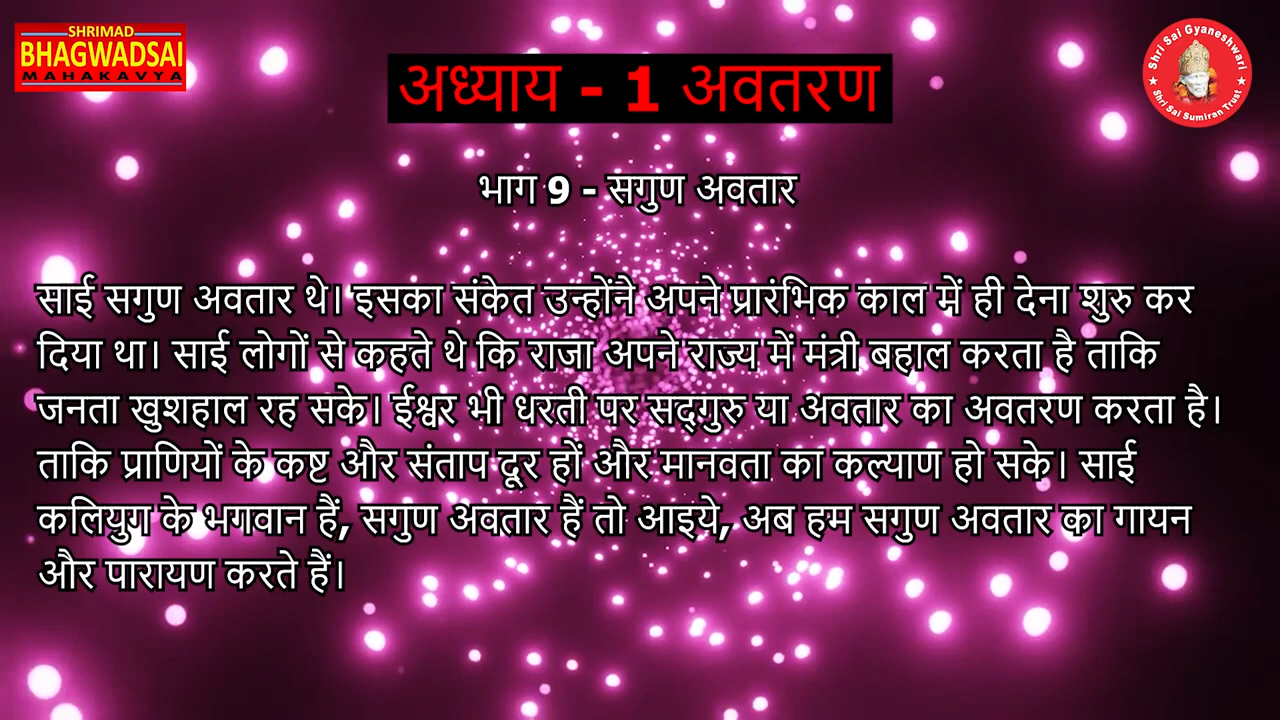 SHRIMAD
BHAGWADSAI
MAHAKAVYA
Shri Sai Gyaneshwari
Shri Sai Sumiran Trust
अध्याय - 1 अवतरण
भाग 9 - सगुण अवतार
साई सगुण अवतार थे। इसका संकेत उन्होंने अपने प्रारंभिक काल में ही देना शुरु कर
दिया था। साई लोगों से कहते थे कि राजा अपने राज्य में मंत्री बहाल करता है ताकि
जनता खुशहाल रह सके। ईश्वर भी धरती पर सद्गुरु या अवतार का अवतरण करता है।
ताकि प्राणियों के कष्ट और संताप दूर हों और मानवता का कल्याण हो सके। साई
कलियुग के भगवान हैं, सगुण अवतार हैं तो आइये, अब हम सगुण अवतार का गायन
और पारायण करते हैं।